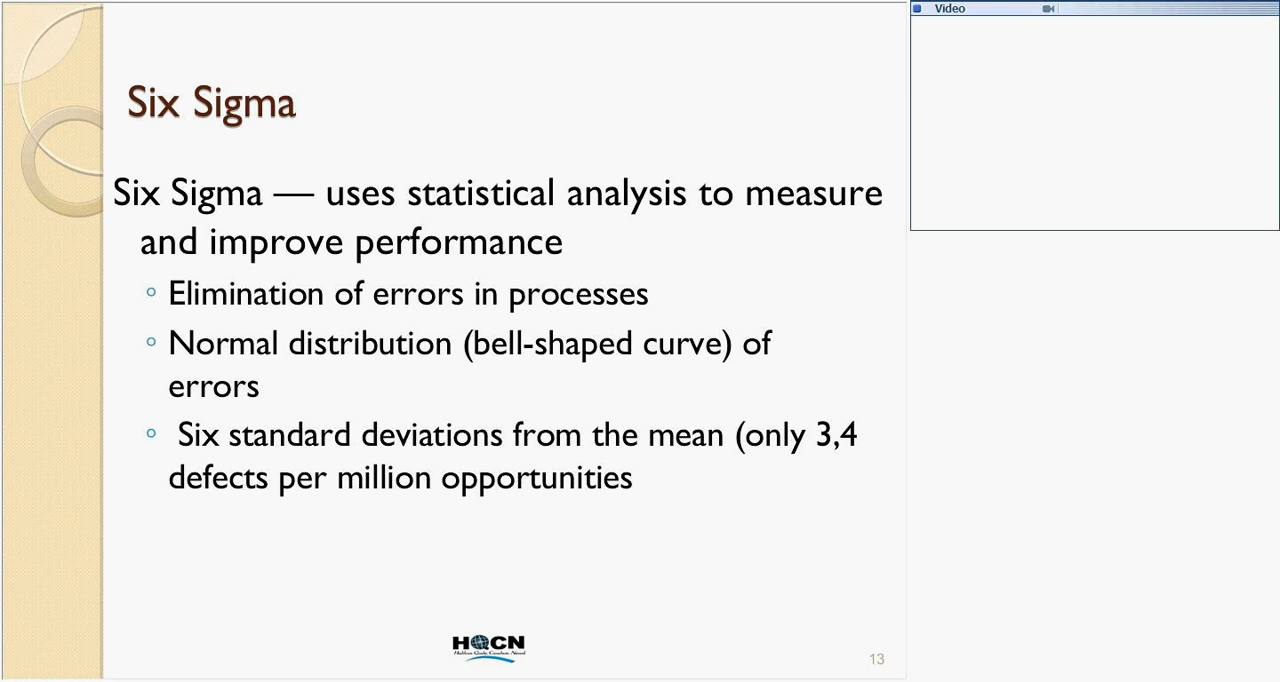 Video
Six Sigma
Six Sigma — uses statistical analysis to measure
and improve performance
◦ Elimination of errors in processes
◦ Normal distribution (bell-shaped curve) of
errors
◦ Six standard deviations from the mean (only 3,4
defects per million opportunities
HQCN
13